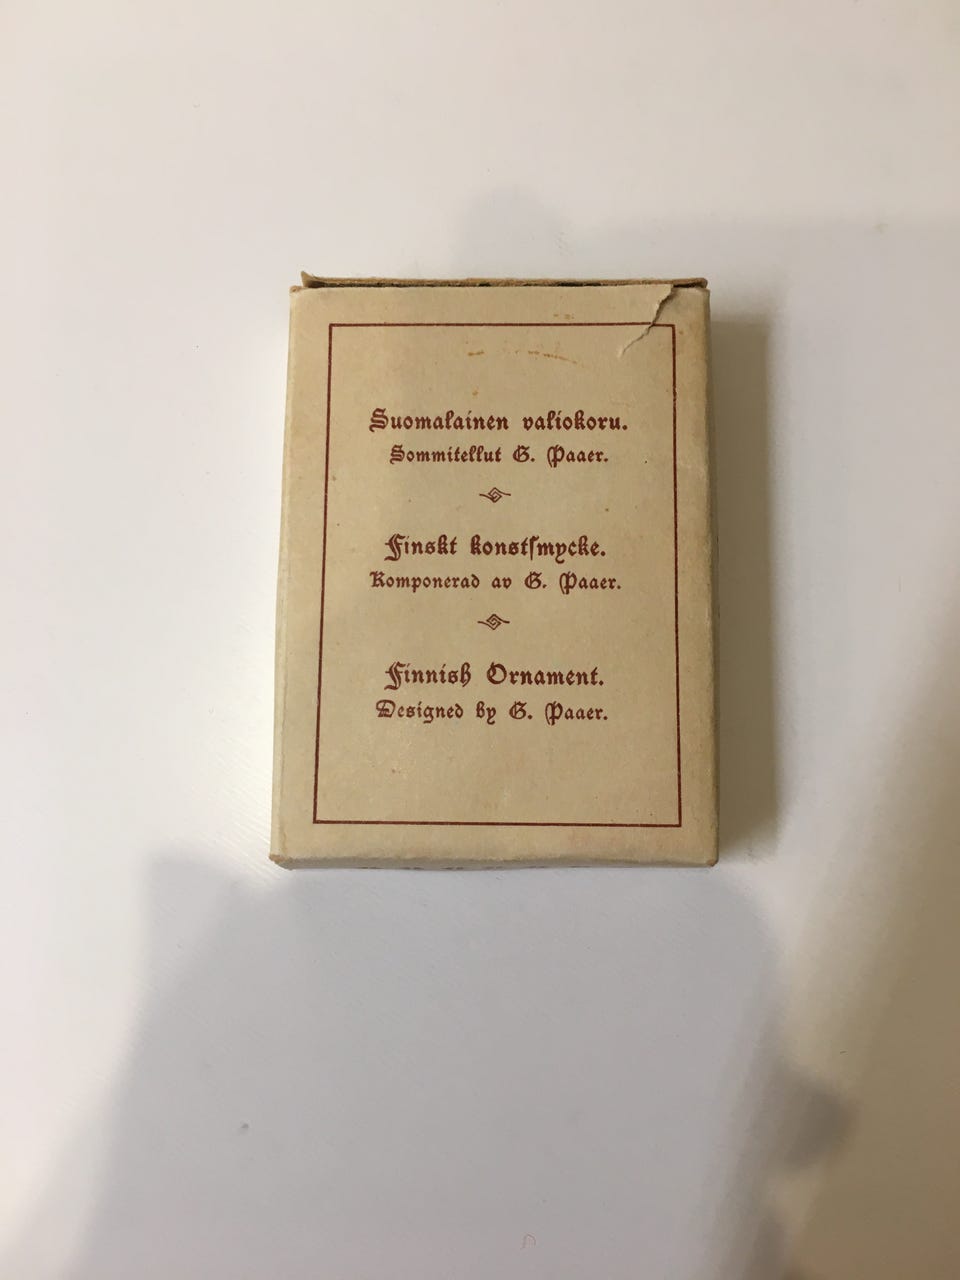 Suomalainen valiokoru.
Sommitellut G. Paaer.
Finskt konstſmycke.
Komponerad av G. Paaer.
Finnish Ornament.
Designed by G. Paaer.